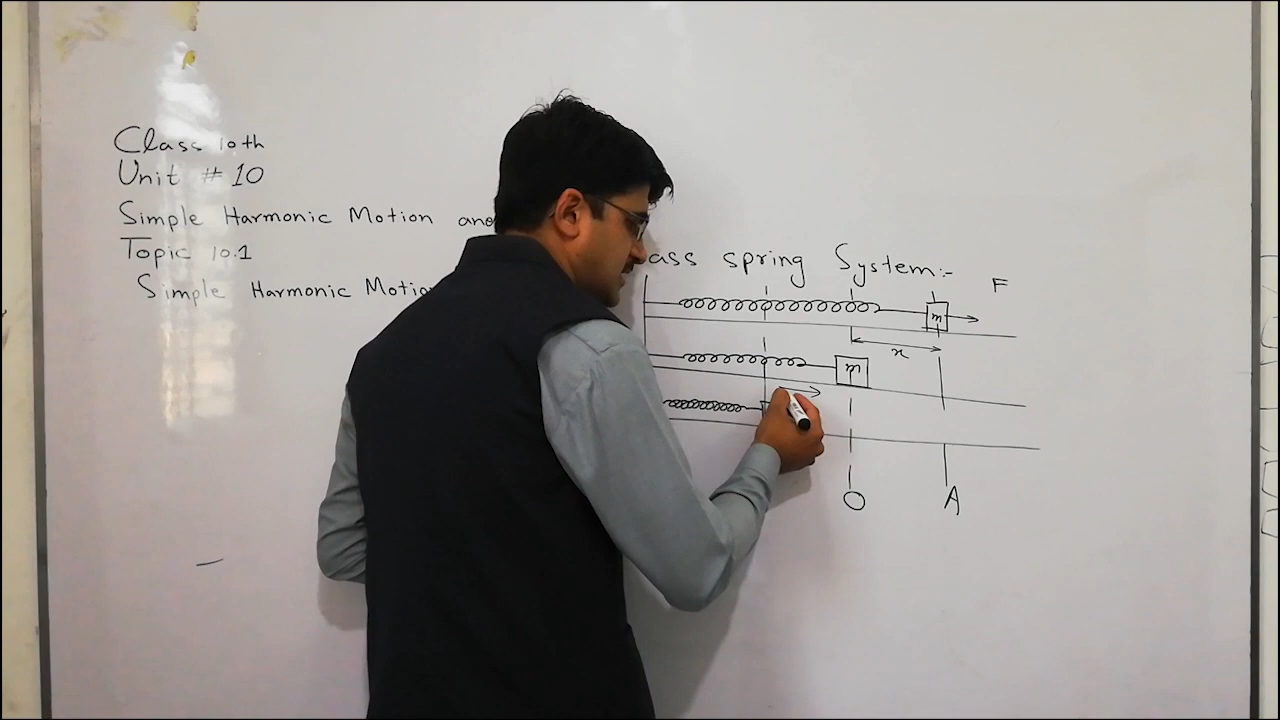 Class 10th
Unit # 10
Simple Harmonic Motion and
Topic 10.1
Simple Harmonic Motion
ass spring System:-
F
m
x
m
O
A